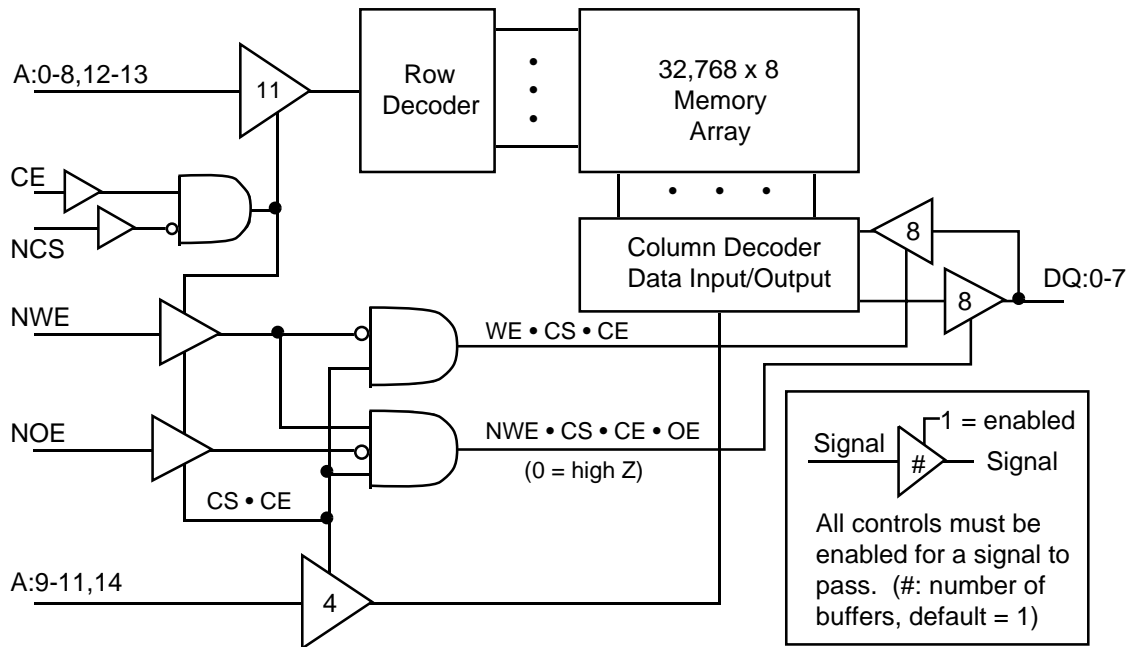 A:0-8,12-13
11
Row
Decoder
• • •
32,768 x 8
Memory
Array
• • •
CE
NCS
Column Decoder
Data Input/Output
8
8
DQ:0-7
NWE
WE • CS • CE
NOE
NWE • CS • CE • OE
(0 = high Z)
CS • CE
A:9-11,14
4
1 = enabled
Signal
#
Signal
All controls must be
enabled for a signal to
pass. (#: number of
buffers, default = 1)